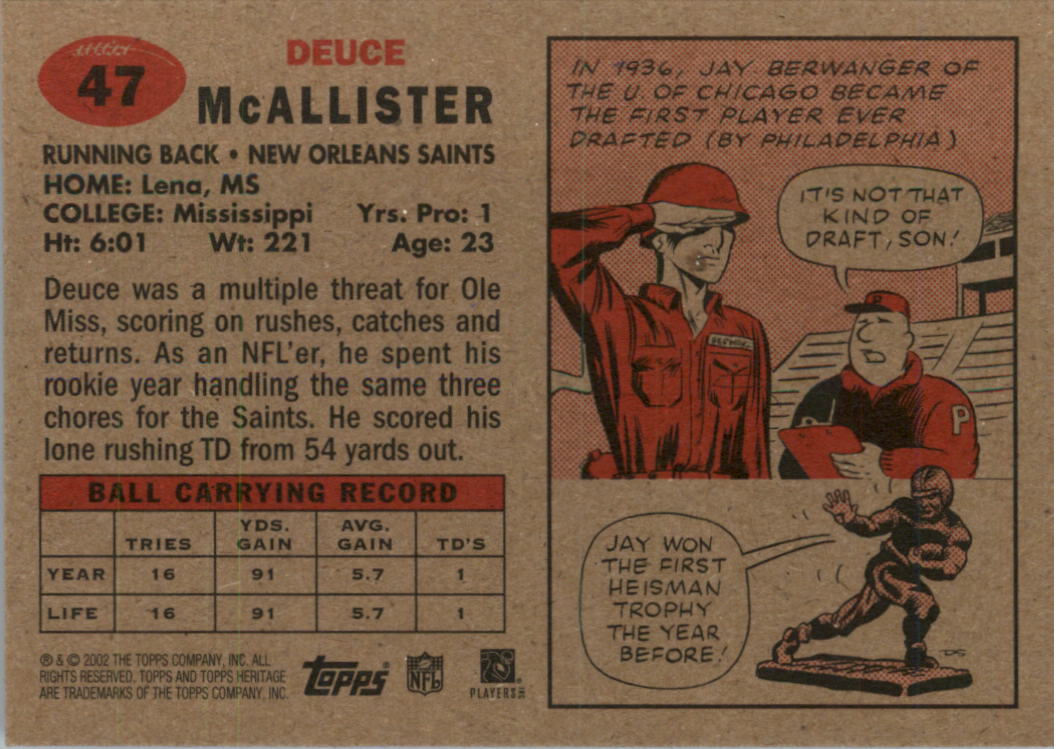 47
DEUCE
McALLISTER
RUNNING BACK • NEW ORLEANS SAINTS
HOME: Lena, MS
COLLEGE: Mississippi Yrs. Pro: 1
Ht: 6:01 Wt: 221 Age: 23
Deuce was a multiple threat for Ole
Miss, scoring on rushes, catches and
returns. As an NFL'er, he spent his
rookie year handling the same three
chores for the Saints. He scored his
lone rushing TD from 54 yards out.
BALL CARRYING RECORD
TRIES YDS. GAIN AVG. GAIN TD'S
YEAR 16 91 5.7 1
LIFE 16 91 5.7 1
® & © 2002 THE TOPPS COMPANY, INC. ALL
RIGHTS RESERVED. TOPPS AND TOPPS HERITAGE
ARE TRADEMARKS OF THE TOPPS COMPANY, INC.
Topps®
NFL
PLAYERS INC
IN 1936, JAY BERWANGER OF
THE U. OF CHICAGO BECAME
THE FIRST PLAYER EVER
DRAFTED (BY PHILADELPHIA)
IT'S NOT THAT
KIND OF
DRAFT, SON!
P
JAY WON
THE FIRST
HEISMAN
TROPHY
THE YEAR
BEFORE!
DS